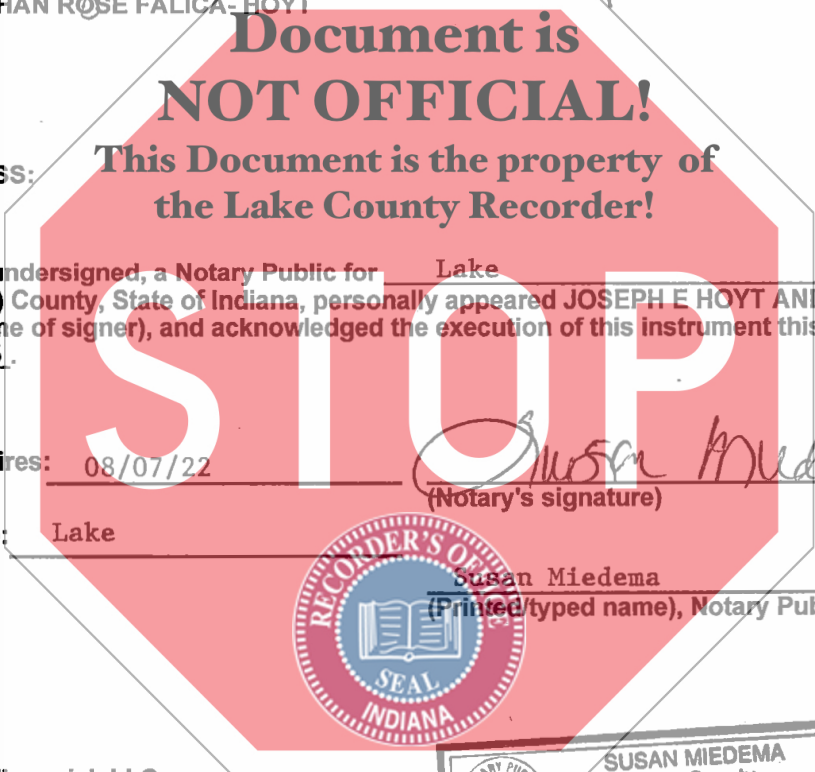 HAN ROSE FALICA- HOYT
Document is
NOT OFFICIAL!
This Document is the property of
the Lake County Recorder!
SS:
ndersigned, a Notary Public for Lake
) County, State of Indiana, personally appeared JOSEPH E HOYT AND
e of signer), and acknowledged the execution of this instrument this
STOP
ires: 08/07/22 Susan Mied
(Notary's signature)
: Lake
RECORDER'S OFFICE
SEAL
INDIANA
Susan Miedema
(Printed/typed name), Notary Pub
SUSAN MIEDEMA